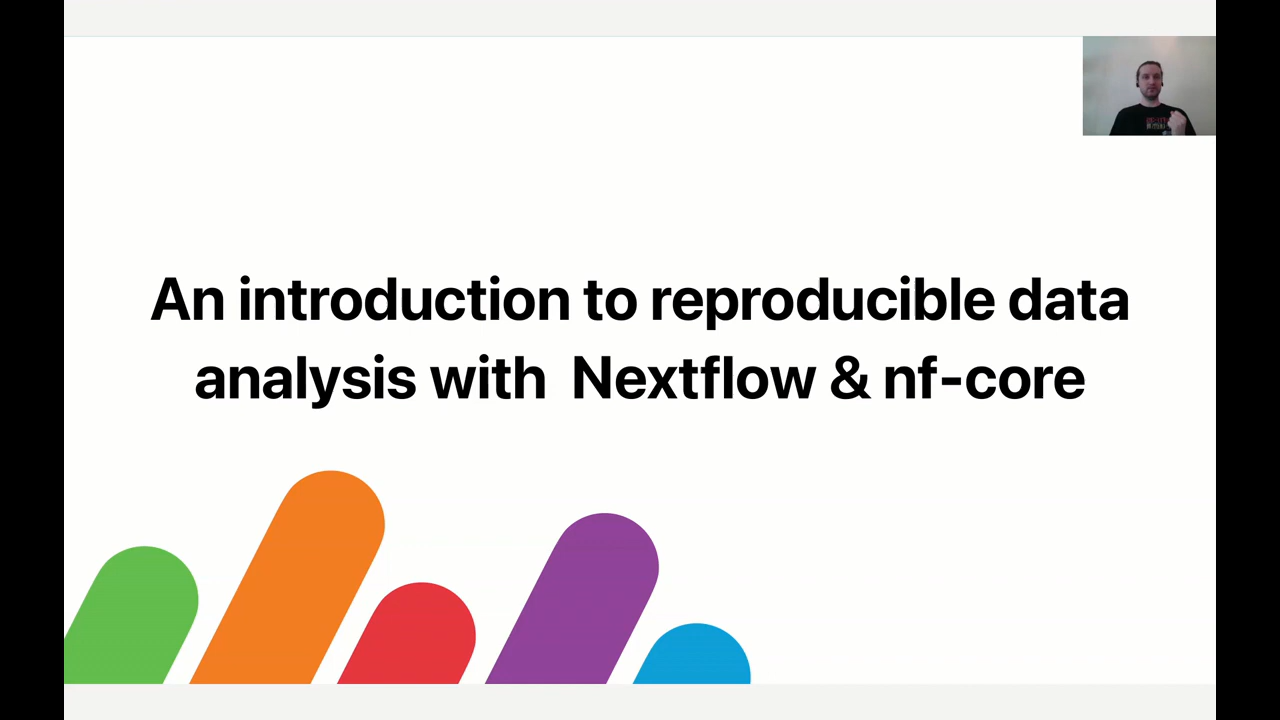 An introduction to reproducible data
analysis with Nextflow & nf-core